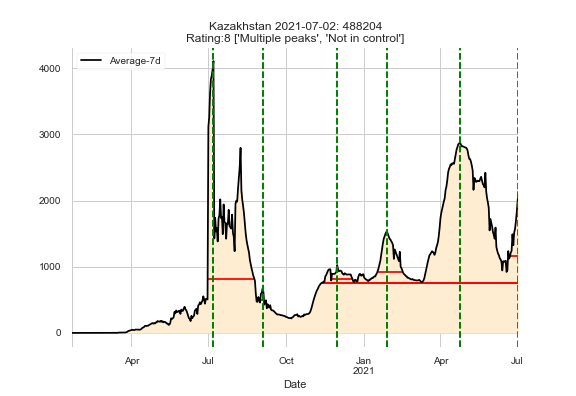 Kazakhstan 2021-07-02: 488204
Rating:8 ['Multiple peaks', 'Not in control']
Average-7d
4000
3000
2000
1000
0
Apr
Jul
Oct
Jan
2021
Apr
Jul
Date